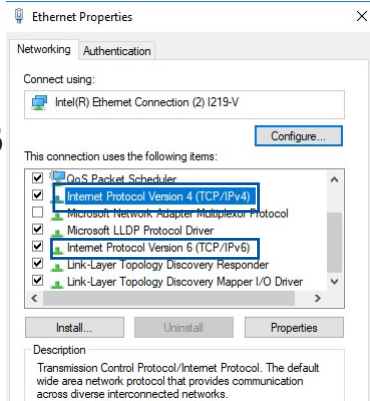 Ethernet Properties
Networking Authentication
Connect using:
Intel(R) Ethernet Connection (2) I219-V
Configure...
This connection uses the following items:
QoS Packet Scheduler
Internet Protocol Version 4 (TCP/IPv4)
Microsoft Network Adapter Multiplexor Protocol
Microsoft LLDP Protocol Driver
Internet Protocol Version 6 (TCP/IPv6)
Link-Layer Topology Discovery Responder
Link-Layer Topology Discovery Mapper I/O Driver
Install... Uninstall Properties
Description
Transmission Control Protocol/Internet Protocol. The default
wide area network protocol that provides communication
across diverse interconnected networks.